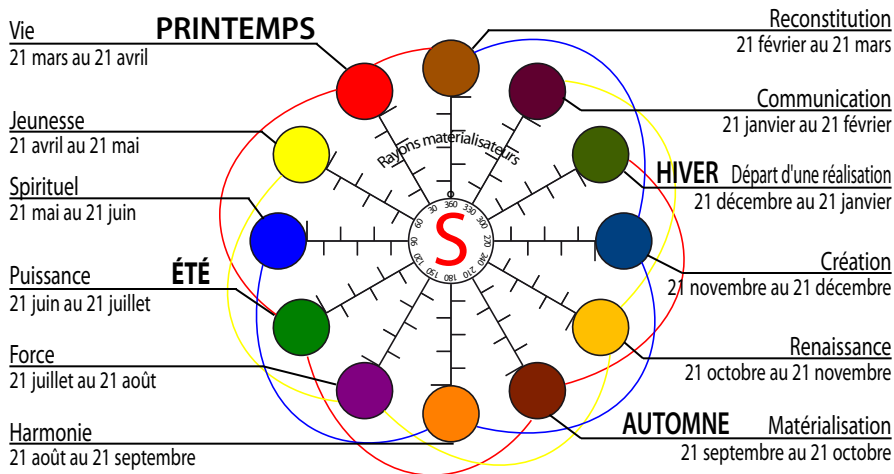 Vie PRINTEMPS
21 mars au 21 avril
Jeunesse
21 avril au 21 mai
Spirituel
21 mai au 21 juin
Puissance ÉTÉ
21 juin au 21 juillet
Force
21 juillet au 21 août
Harmonie
21 août au 21 septembre
Rayons matérialisateurs
360
330
300
270
240
210
180
150
120
90
60
30
S
Reconstitution
21 février au 21 mars
Communication
21 janvier au 21 février
HIVER Départ d'une réalisation
21 décembre au 21 janvier
Création
21 novembre au 21 décembre
Renaissance
21 octobre au 21 novembre
AUTOMNE Matérialisation
21 septembre au 21 octobre